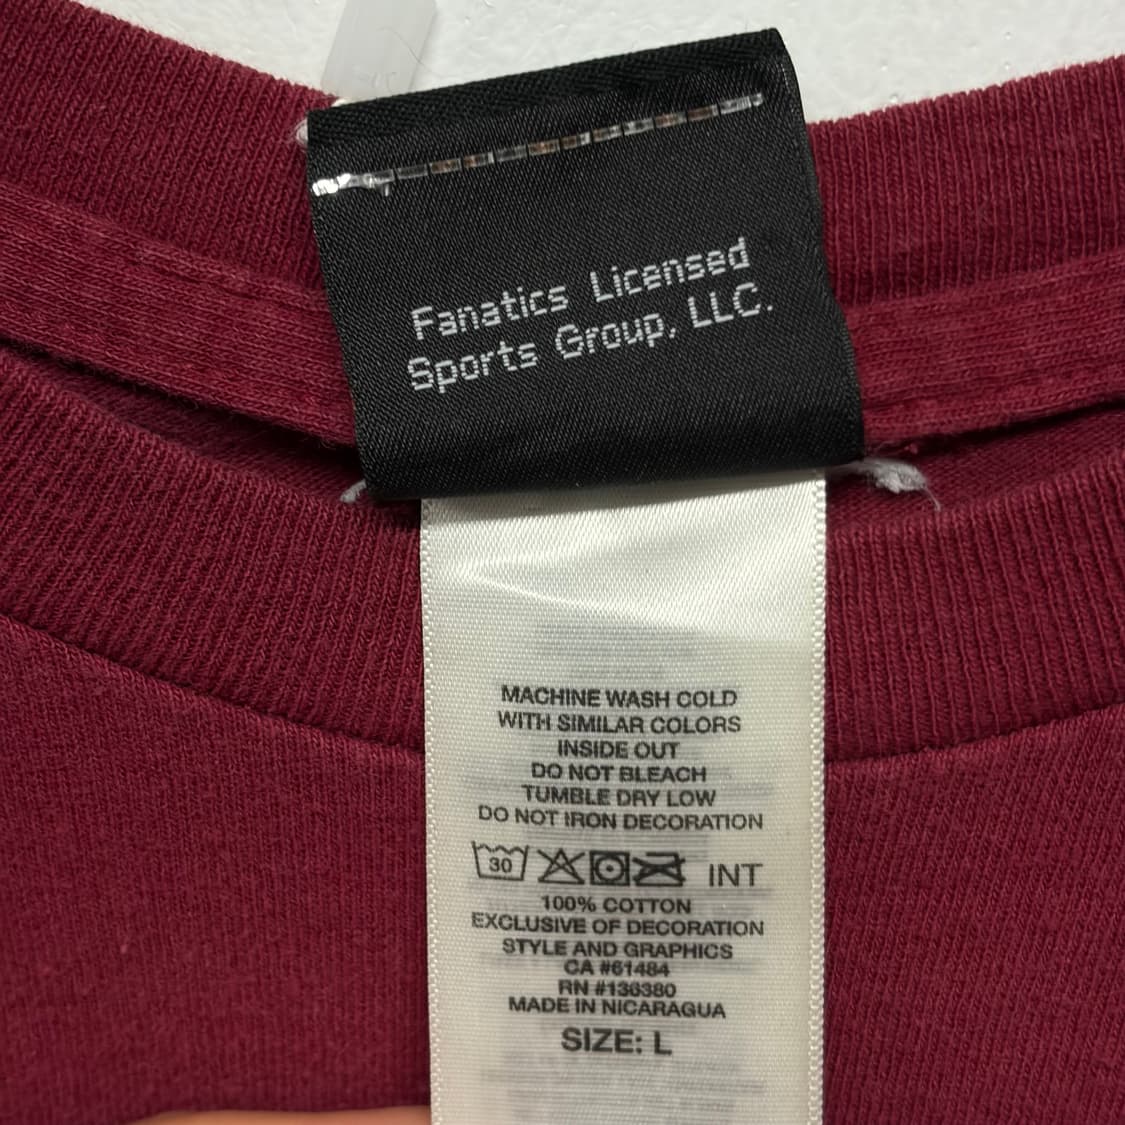 Fanatics Licensed
Sports Group, LLC.
MACHINE WASH COLD
WITH SIMILAR COLORS
INSIDE OUT
DO NOT BLEACH
TUMBLE DRY LOW
DO NOT IRON DECORATION
30 INT
100% COTTON
EXCLUSIVE OF DECORATION
STYLE AND GRAPHICS
CA #61484
RN #136380
MADE IN NICARAGUA
SIZE: L